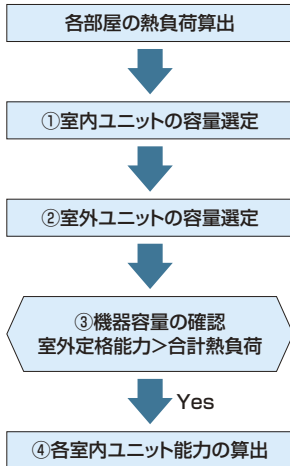 各部屋の熱負荷算出
①室内ユニットの容量選定
②室外ユニットの容量選定
③機器容量の確認
室外定格能力＞合計熱負荷
Yes
④各室内ユニット能力の算出